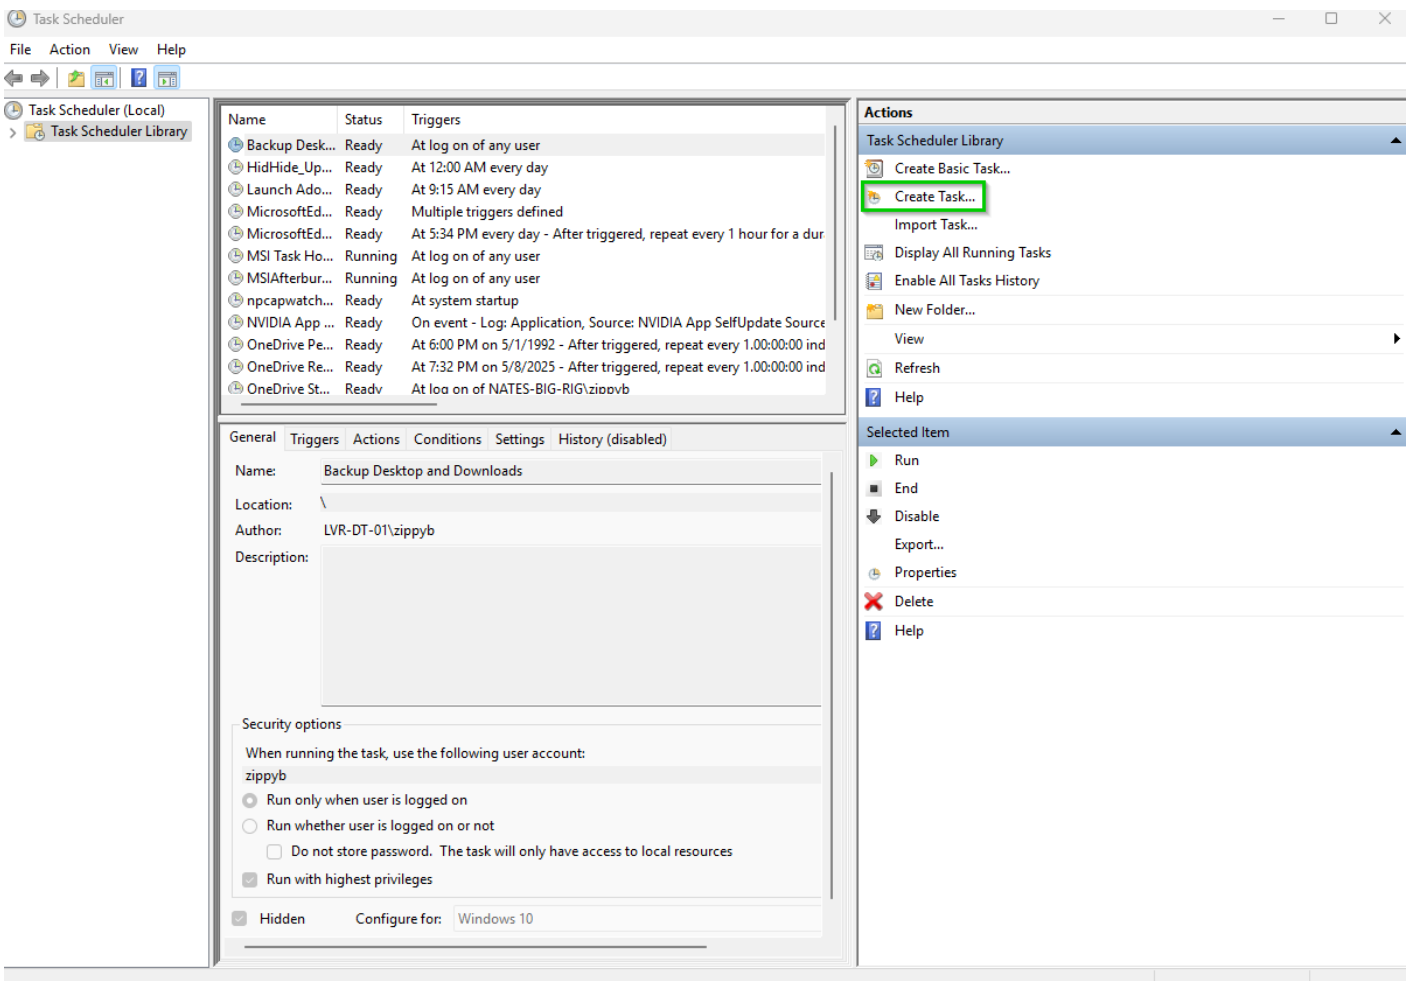 Task Scheduler
File Action View Help
Task Scheduler (Local)
Task Scheduler Library
Name Status Triggers
Backup Desk... Ready At log on of any user
HidHide_Up... Ready At 12:00 AM every day
Launch Ado... Ready At 9:15 AM every day
MicrosoftEd... Ready Multiple triggers defined
MicrosoftEd... Ready At 5:34 PM every day - After triggered, repeat every 1 hour for a dur
MSI Task Ho... Running At log on of any user
MSIAfterbur... Running At log on of any user
npcapwatch... Ready At system startup
NVIDIA App ... Ready On event - Log: Application, Source: NVIDIA App SelfUpdate Source
OneDrive Pe... Ready At 6:00 PM on 5/1/1992 - After triggered, repeat every 1.00:00:00 ind
OneDrive Re... Ready At 7:32 PM on 5/8/2025 - After triggered, repeat every 1.00:00:00 ind
OneDrive St... Ready At log on of NATES-BIG-RIG\zippyb
General Triggers Actions Conditions Settings History (disabled)
Name: Backup Desktop and Downloads
Location: \
Author: LVR-DT-01\zippyb
Description:
Security options
When running the task, use the following user account:
zippyb
Run only when user is logged on
Run whether user is logged on or not
Do not store password. The task will only have access to local resources
Run with highest privileges
Hidden Configure for: Windows 10
Actions
Task Scheduler Library
Create Basic Task...
Create Task...
Import Task...
Display All Running Tasks
Enable All Tasks History
New Folder...
View
Refresh
Help
Selected Item
Run
End
Disable
Export...
Properties
Delete
Help